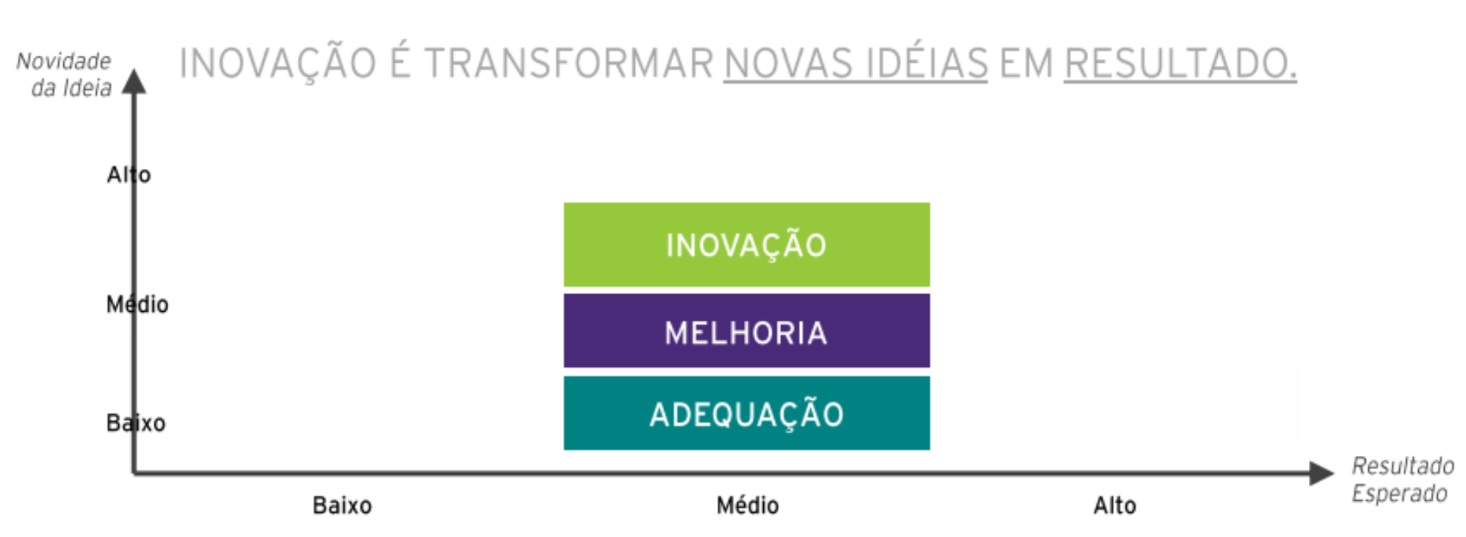 Novidade
da Ideia
INOVAÇÃO É TRANSFORMAR NOVAS IDÉIAS EM RESULTADO.
Alto
INOVAÇÃO
Médio
MELHORIA
Baixo
ADEQUAÇÃO
Resultado
Esperado
Baixo Médio Alto